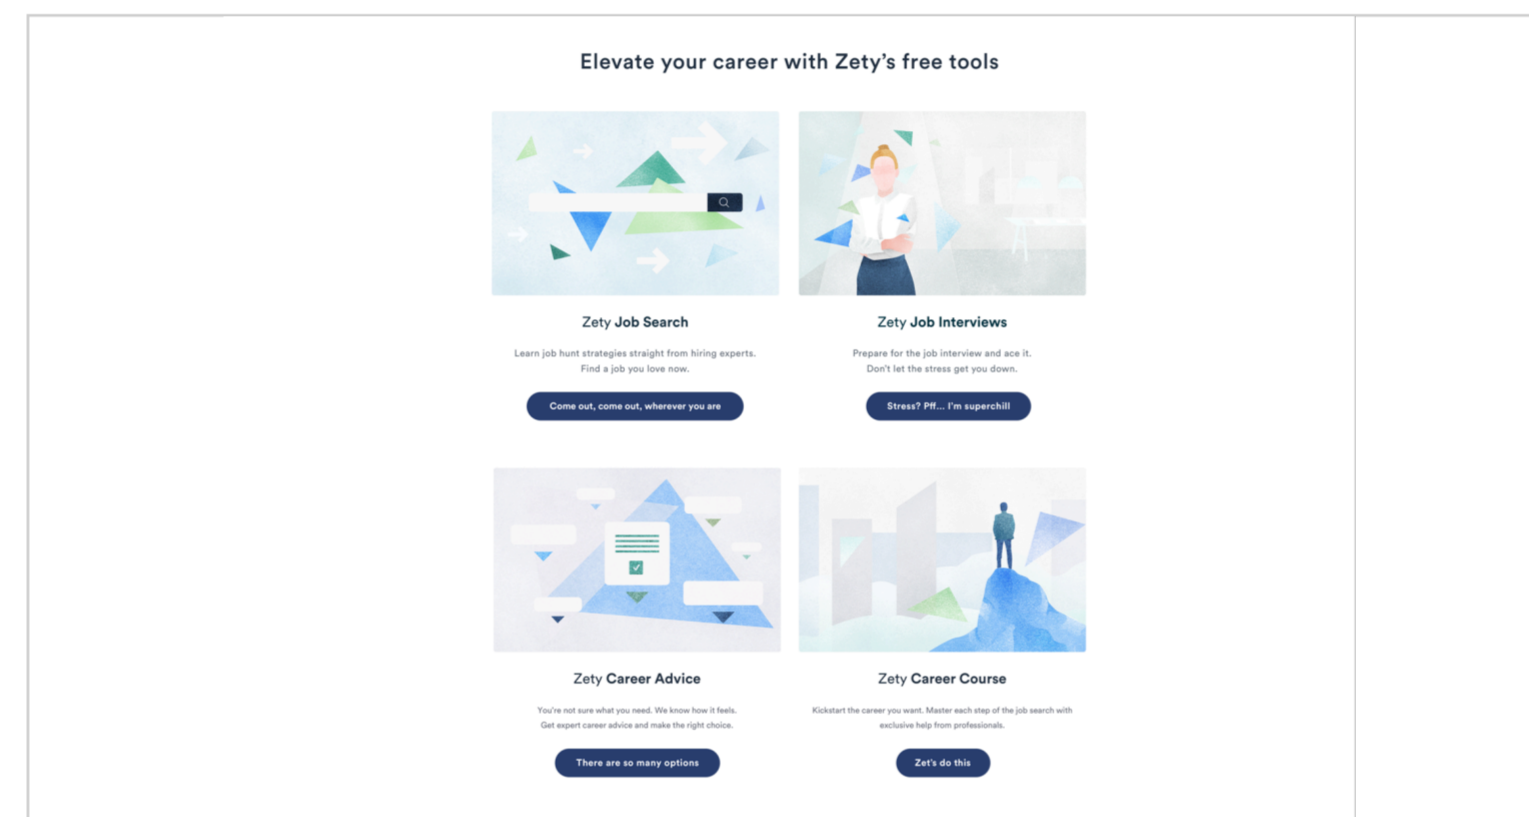 Elevate your career with Zety’s free tools
Zety Job Search
Learn job hunt strategies straight from hiring experts.
Find a job you love now.
Come out, come out, wherever you are
Zety Job Interviews
Prepare for the job interview and ace it.
Don't let the stress get you down.
Stress? Pff... I'm superchill
Zety Career Advice
You're not sure what you need. We know how it feels.
Get expert career advice and make the right choice.
There are so many options
Zety Career Course
Kickstart the career you want. Master each step of the job search with
exclusive help from professionals.
Zet's do this